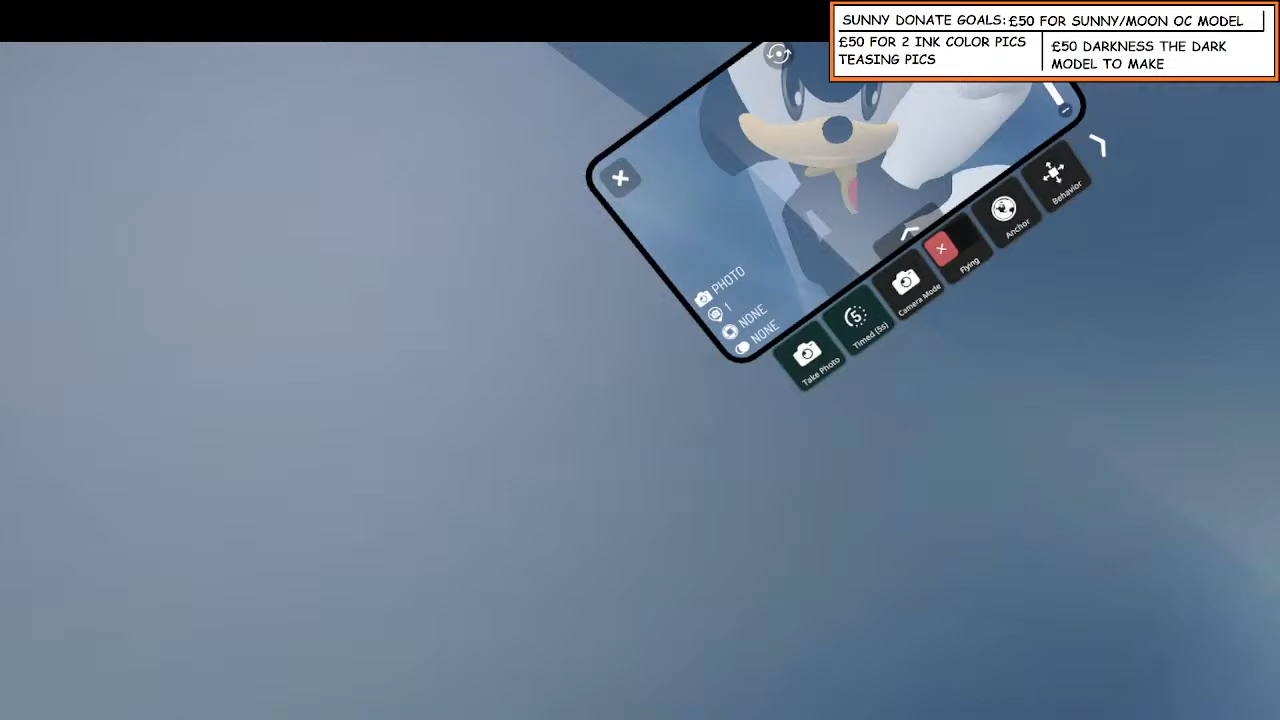 SUNNY DONATE GOALS: £50 FOR SUNNY/MOON OC MODEL
£50 FOR 2 INK COLOR PICS
TEASING PICS
£50 DARKNESS THE DARK
MODEL TO MAKE
PHOTO
1
NONE
NONE
Take Photo
5
Timed (5s)
Camera Mode
Flying
Anchor
Behavior